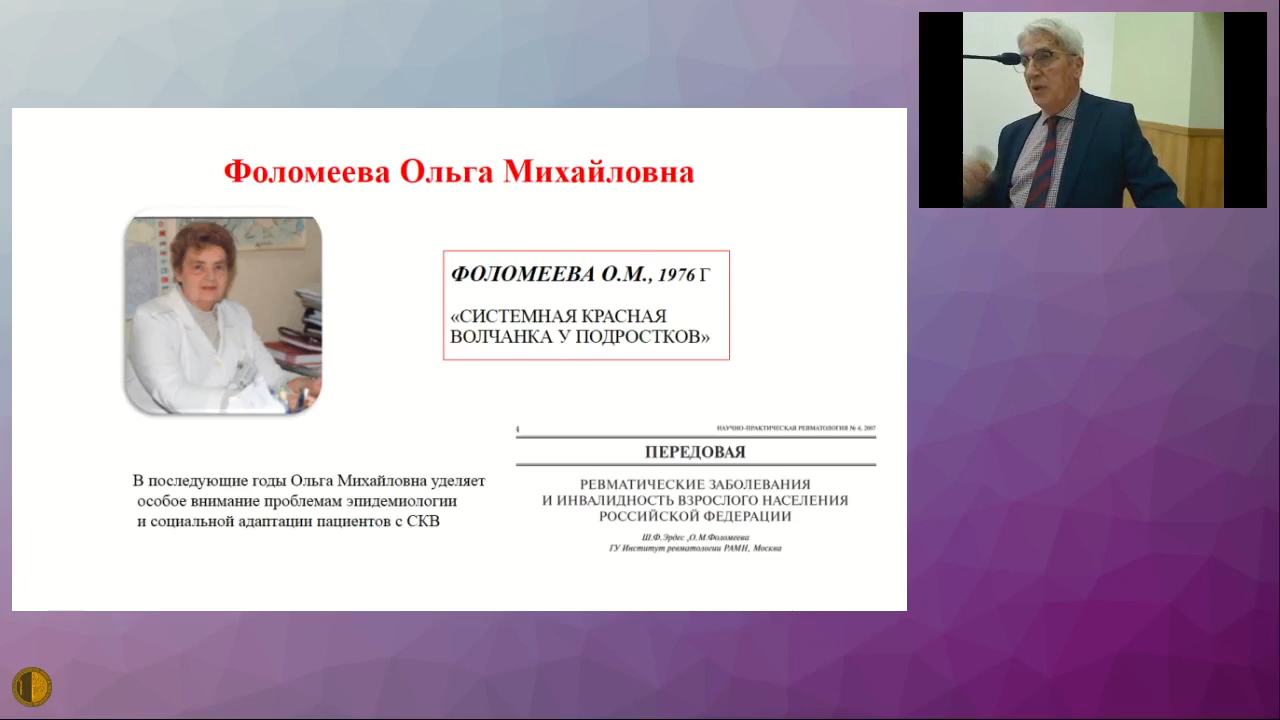 Фоломеева Ольга Михайловна
ФОЛОМЕЕВА О.М., 1976 Г
«СИСТЕМНАЯ КРАСНАЯ
ВОЛЧАНКА У ПОДРОСТКОВ»
В последующие годы Ольга Михайловна уделяет
особое внимание проблемам эпидемиологии
и социальной адаптации пациентов с СКВ
4 НАУЧНО-ПРАКТИЧЕСКАЯ РЕВМАТОЛОГИЯ № 4, 2007
ПЕРЕДОВАЯ
РЕВМАТИЧЕСКИЕ ЗАБОЛЕВАНИЯ
И ИНВАЛИДНОСТЬ ВЗРОСЛОГО НАСЕЛЕНИЯ
РОССИЙСКОЙ ФЕДЕРАЦИИ
Ш.Ф.Эрдес ,О.М.Фоломеева
ГУ Институт ревматологии РАМН, Москва